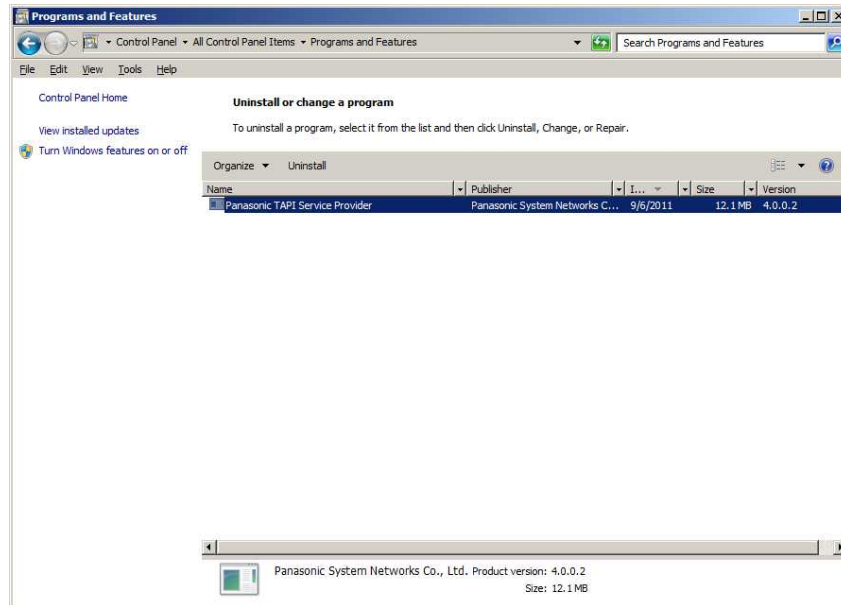 Programs and Features
Control Panel All Control Panel Items Programs and Features Search Programs and Features
File Edit View Tools Help
Control Panel Home
View installed updates
Turn Windows features on or off
Uninstall or change a program
To uninstall a program, select it from the list and then click Uninstall, Change, or Repair.
Organize Uninstall
Name Publisher I... Size Version
Panasonic TAPI Service Provider Panasonic System Networks C... 9/6/2011 12.1 MB 4.0.0.2
Panasonic System Networks Co., Ltd. Product version: 4.0.0.2
Size: 12.1 MB